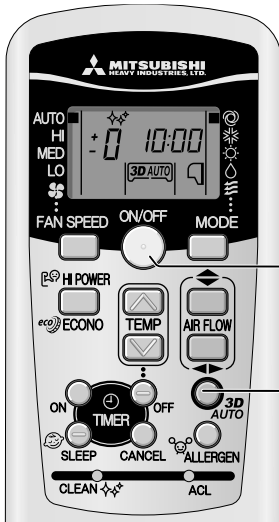 MITSUBISHI
HEAVY INDUSTRIES, LTD.
AUTO
HI
MED
LO
+
-
0 10:00
3D AUTO
FAN SPEED
ON/OFF
MODE
HI POWER
eco ECONO
TEMP
AIR FLOW
3D
AUTO
ON
TIMER
OFF
SLEEP
CANCEL
ALLERGEN
CLEAN
ACL